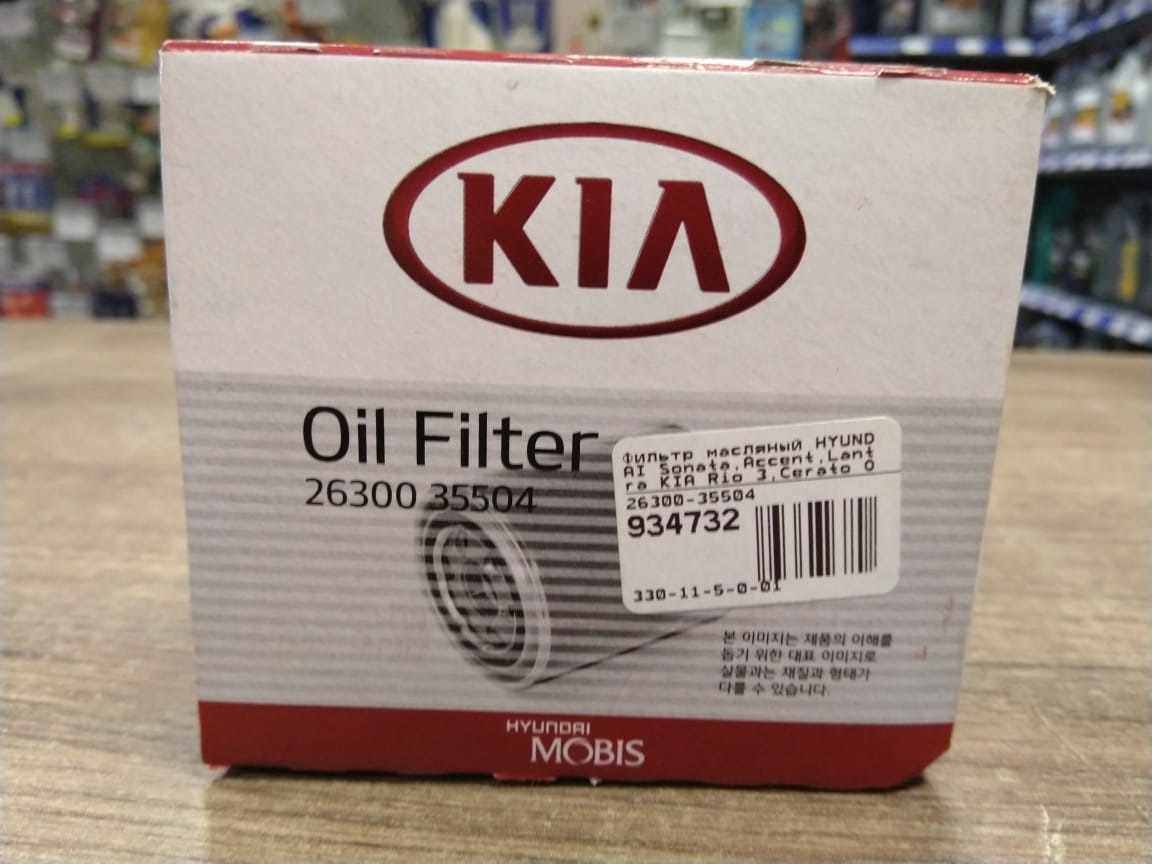 KIA
Oil Filter
26300 35504
Фильтр масляный HYUND
AI Sonata,Accent,Lant
ra KIA Rio 3,Cerato 0
26300-35504
934732
330-11-5-0-01
본 이미지는 제품의 이해를
돕기 위한 대표 이미지로
실물과는 재질과 형태가
다를 수 있습니다.
HYUNDAI
MOBIS